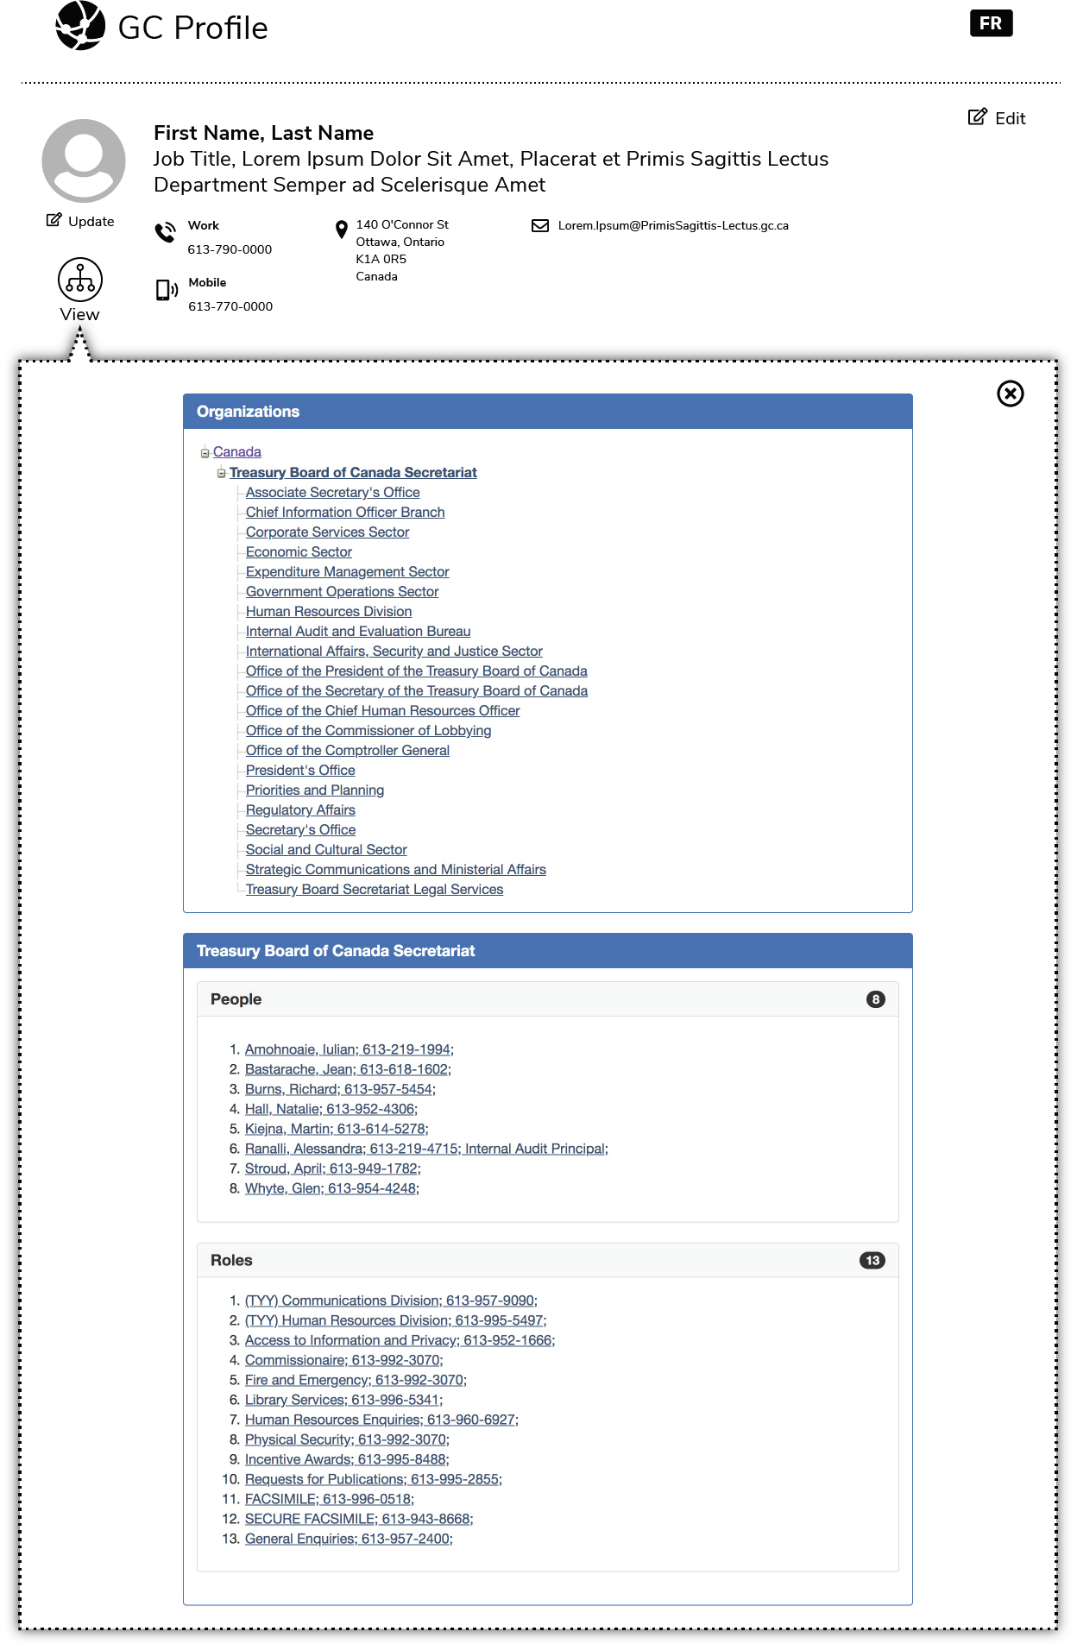 GC Profile
FR
Edit
First Name, Last Name
Job Title, Lorem Ipsum Dolor Sit Amet, Placerat et Primis Sagittis Lectus
Department Semper ad Scelerisque Amet
Update
Work
613-790-0000
140 O'Connor St
Ottawa, Ontario
K1A 0R5
Canada
Lorem.Ipsum@PrimisSagittis-Lectus.gc.ca
Mobile
613-770-0000
View
Organizations
Canada
Treasury Board of Canada Secretariat
Associate Secretary's Office
Chief Information Officer Branch
Corporate Services Sector
Economic Sector
Expenditure Management Sector
Government Operations Sector
Human Resources Division
Internal Audit and Evaluation Bureau
International Affairs, Security and Justice Sector
Office of the President of the Treasury Board of Canada
Office of the Secretary of the Treasury Board of Canada
Office of the Chief Human Resources Officer
Office of the Commissioner of Lobbying
Office of the Comptroller General
President's Office
Priorities and Planning
Regulatory Affairs
Secretary's Office
Social and Cultural Sector
Strategic Communications and Ministerial Affairs
Treasury Board Secretariat Legal Services
Treasury Board of Canada Secretariat
People 8
1. Amohnoaie, Iulian; 613-219-1994;
2. Bastarache, Jean; 613-618-1602;
3. Burns, Richard; 613-957-5454;
4. Hall, Natalie; 613-952-4306;
5. Kiejna, Martin; 613-614-5278;
6. Ranalli, Alessandra; 613-219-4715; Internal Audit Principal;
7. Stroud, April; 613-949-1782;
8. Whyte, Glen; 613-954-4248;
Roles 13
1. (TYY) Communications Division; 613-957-9090;
2. (TYY) Human Resources Division; 613-995-5497;
3. Access to Information and Privacy; 613-952-1666;
4. Commissionaire; 613-992-3070;
5. Fire and Emergency; 613-992-3070;
6. Library Services; 613-996-5341;
7. Human Resources Enquiries; 613-960-6927;
8. Physical Security; 613-992-3070;
9. Incentive Awards; 613-995-8488;
10. Requests for Publications; 613-995-2855;
11. FACSIMILE; 613-996-0518;
12. SECURE FACSIMILE; 613-943-8668;
13. General Enquiries; 613-957-2400;